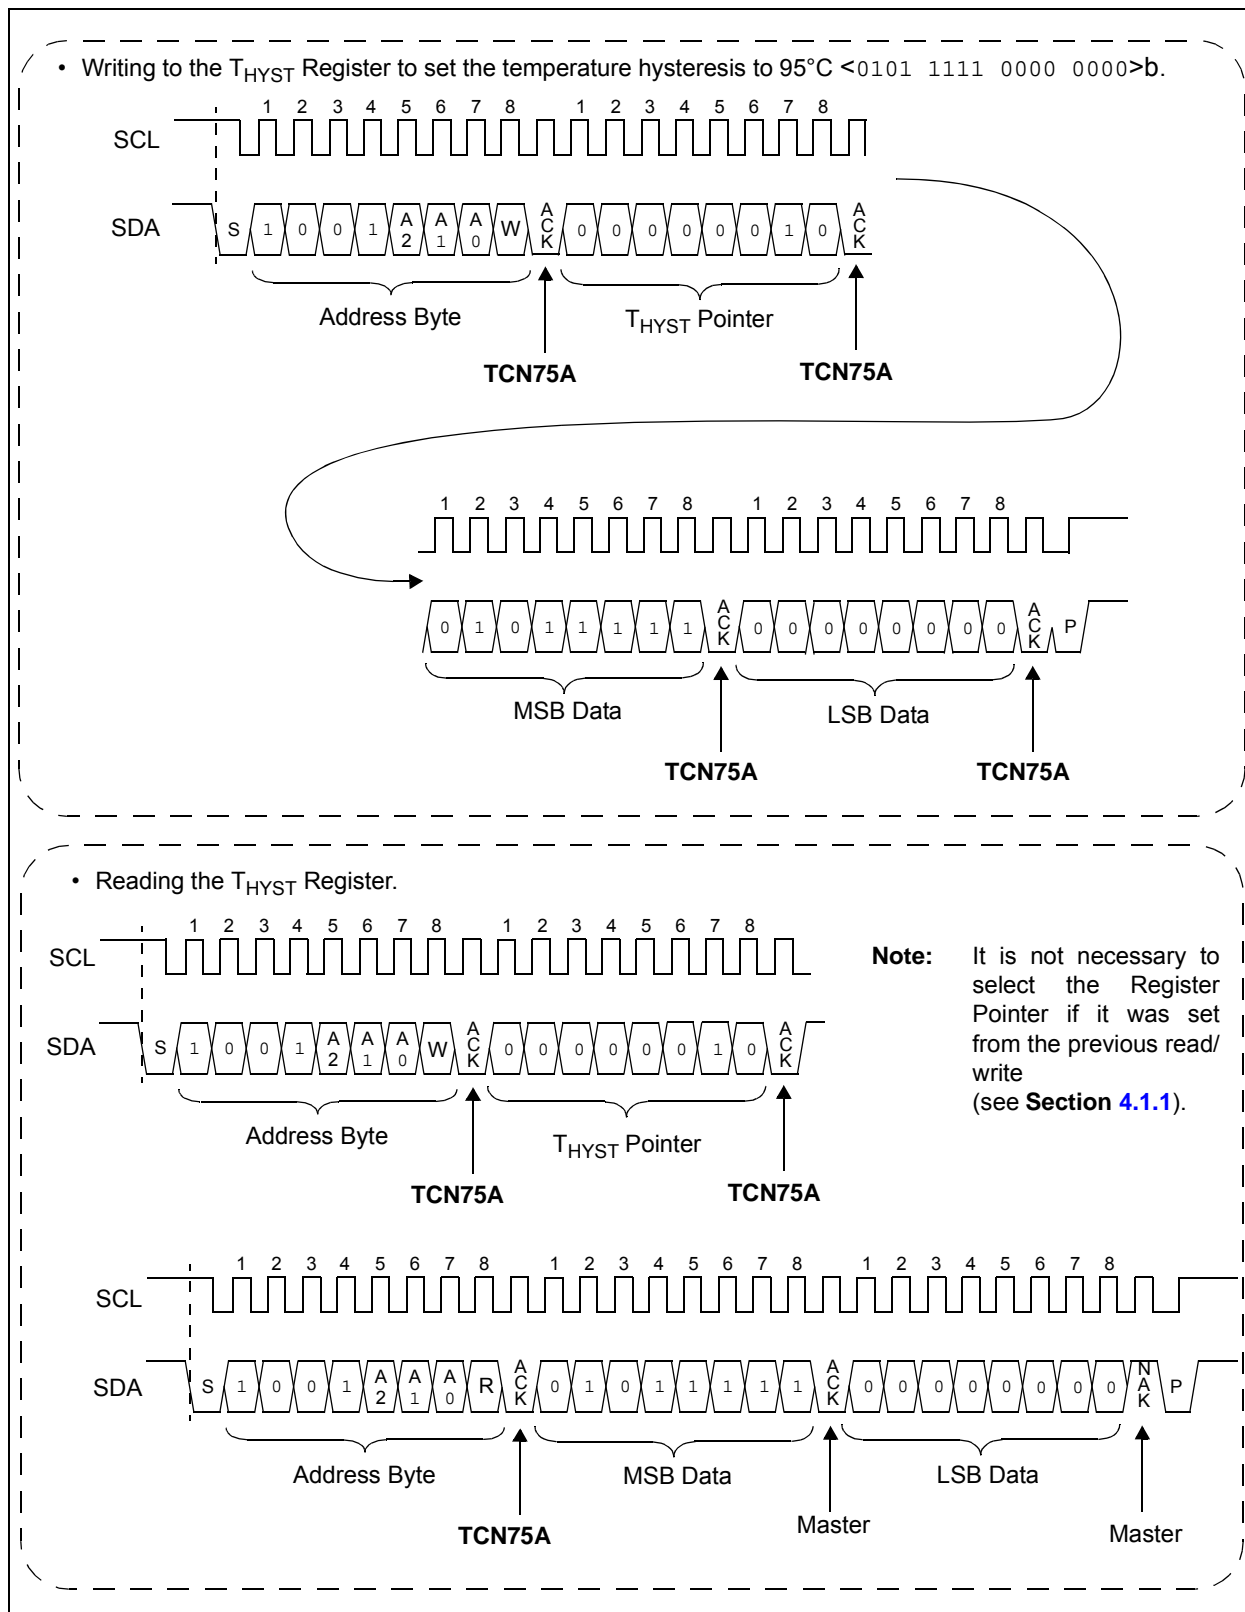 • Writing to the THYST Register to set the temperature hysteresis to 95°C <0101 1111 0000 0000>b.
1 2 3 4 5 6 7 8 1 2 3 4 5 6 7 8
SCL
SDA S 1 0 0 1 A2 A1 A0 W ACK 0 0 0 0 0 0 1 0 ACK
Address Byte THYST Pointer
TCN75A TCN75A
1 2 3 4 5 6 7 8 1 2 3 4 5 6 7 8
0 1 0 1 1 1 1 1 ACK 0 0 0 0 0 0 0 0 ACK P
MSB Data LSB Data
TCN75A TCN75A
• Reading the THYST Register.
1 2 3 4 5 6 7 8 1 2 3 4 5 6 7 8
SCL
SDA S 1 0 0 1 A2 A1 A0 W ACK 0 0 0 0 0 0 1 0 ACK
Address Byte THYST Pointer
TCN75A TCN75A
Note: It is not necessary to
select the Register
Pointer if it was set
from the previous read/
write
(see Section 4.1.1).
1 2 3 4 5 6 7 8 1 2 3 4 5 6 7 8 1 2 3 4 5 6 7 8
SCL
SDA S 1 0 0 1 A2 A1 A0 R ACK 0 1 0 1 1 1 1 1 ACK 0 0 0 0 0 0 0 0 NAK P
Address Byte MSB Data LSB Data
TCN75A Master Master